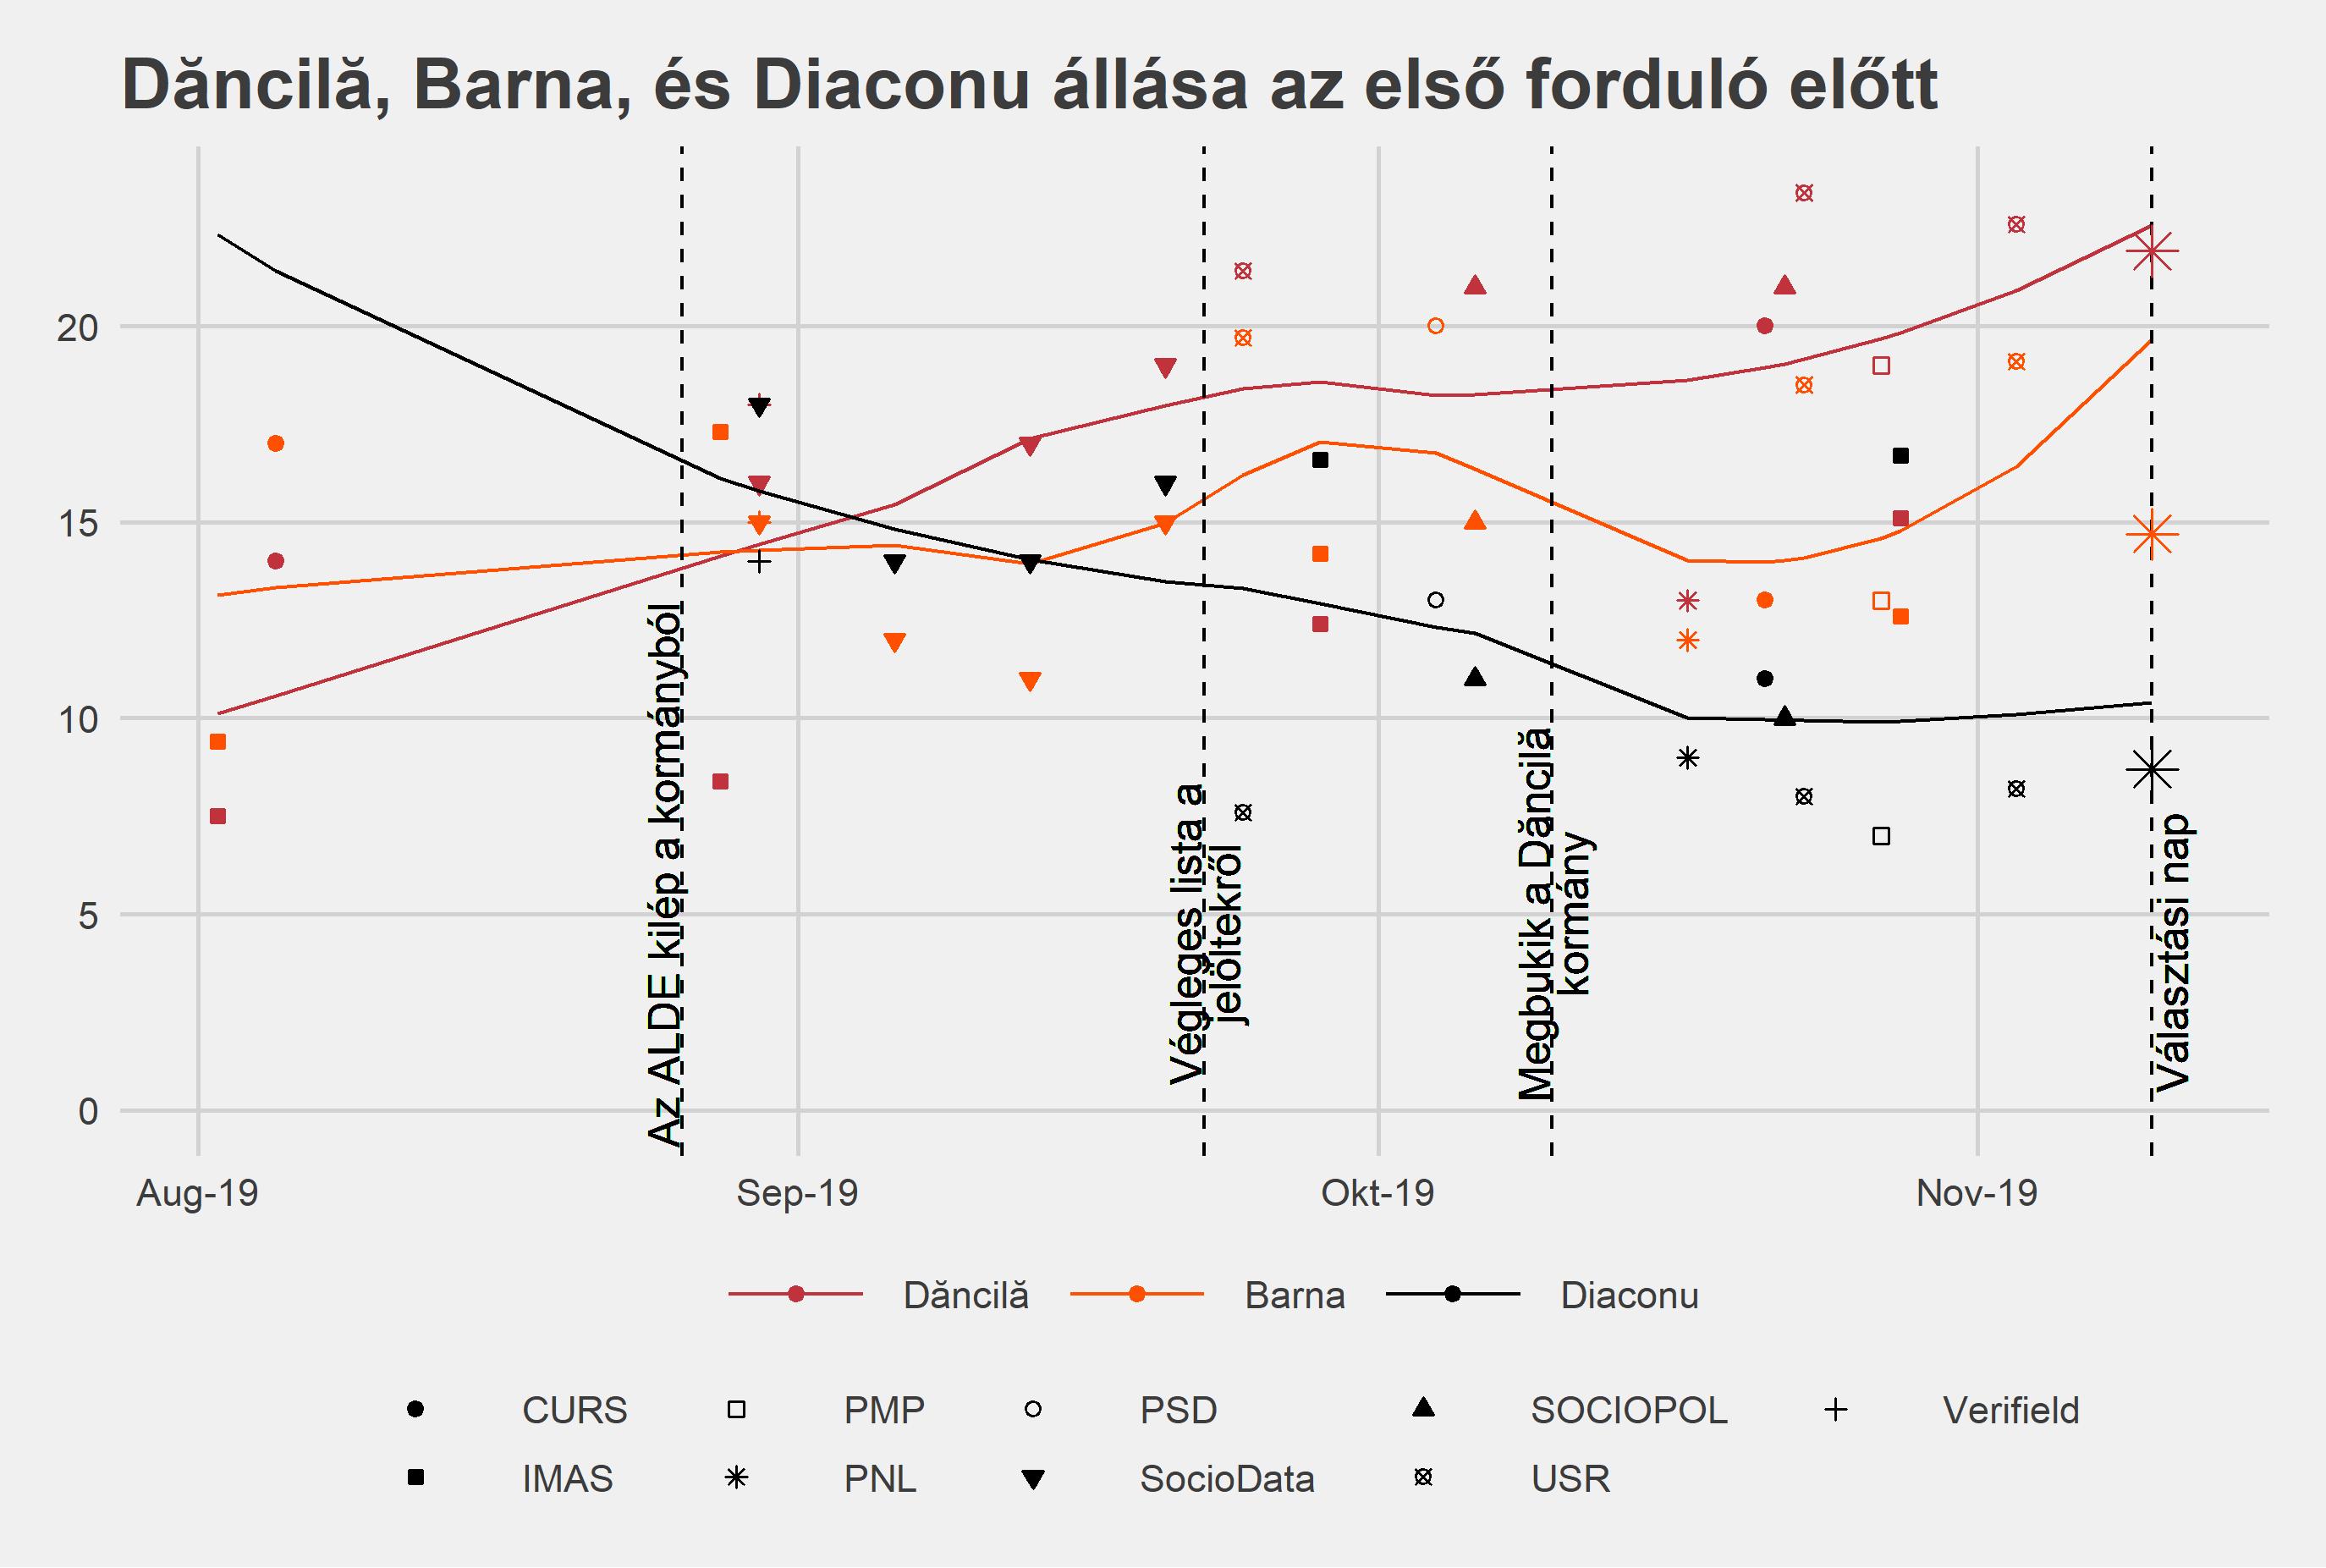 Dăncilă, Barna, és Diaconu állása az első forduló előtt
20
15
10
5
0
Az ALDE kilép a kormányból
Végleges lista a
jelöltekről
Megbukik a Dăncilă
kormány
Választási nap
Aug-19
Sep-19
Okt-19
Nov-19
Dăncilă
Barna
Diaconu
CURS
PMP
PSD
SOCIOPOL
Verifield
IMAS
PNL
SocioData
USR